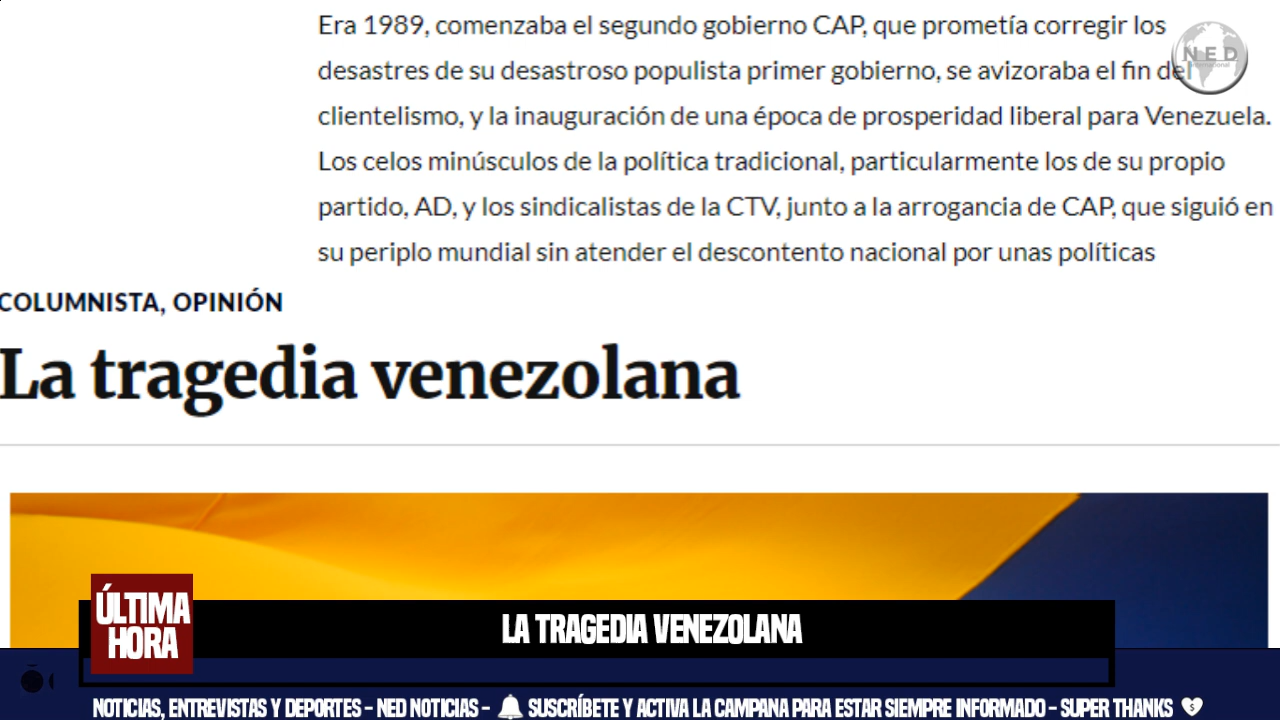 Era 1989, comenzaba el segundo gobierno CAP, que prometía corregir los
desastres de su desastroso populista primer gobierno, se avizoraba el fin del
clientelismo, y la inauguración de una época de prosperidad liberal para Venezuela.
Los celos minúsculos de la política tradicional, particularmente los de su propio
partido, AD, y los sindicalistas de la CTV, junto a la arrogancia de CAP, que siguió en
su periplo mundial sin atender el descontento nacional por unas políticas
NED
International
COLUMNISTA, OPINIÓN
La tragedia venezolana
ÚLTIMA
HORA
LA TRAGEDIA VENEZOLANA
NOTICIAS, ENTREVISTAS Y DEPORTES - NED NOTICIAS - 🔔 SUSCRÍBETE Y ACTIVA LA CAMPANA PARA ESTAR SIEMPRE INFORMADO - SUPER THANKS